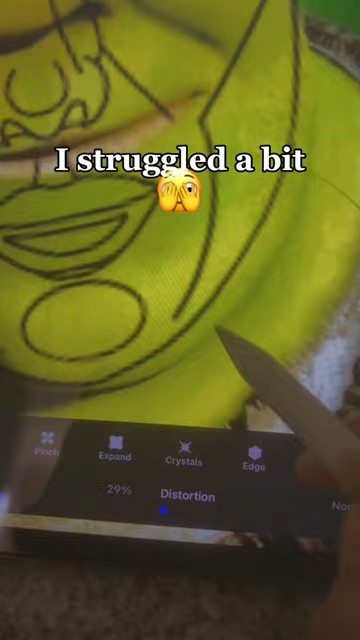 I struggled a bit
Pinch
Expand
Crystals
Edge
29%
Distortion